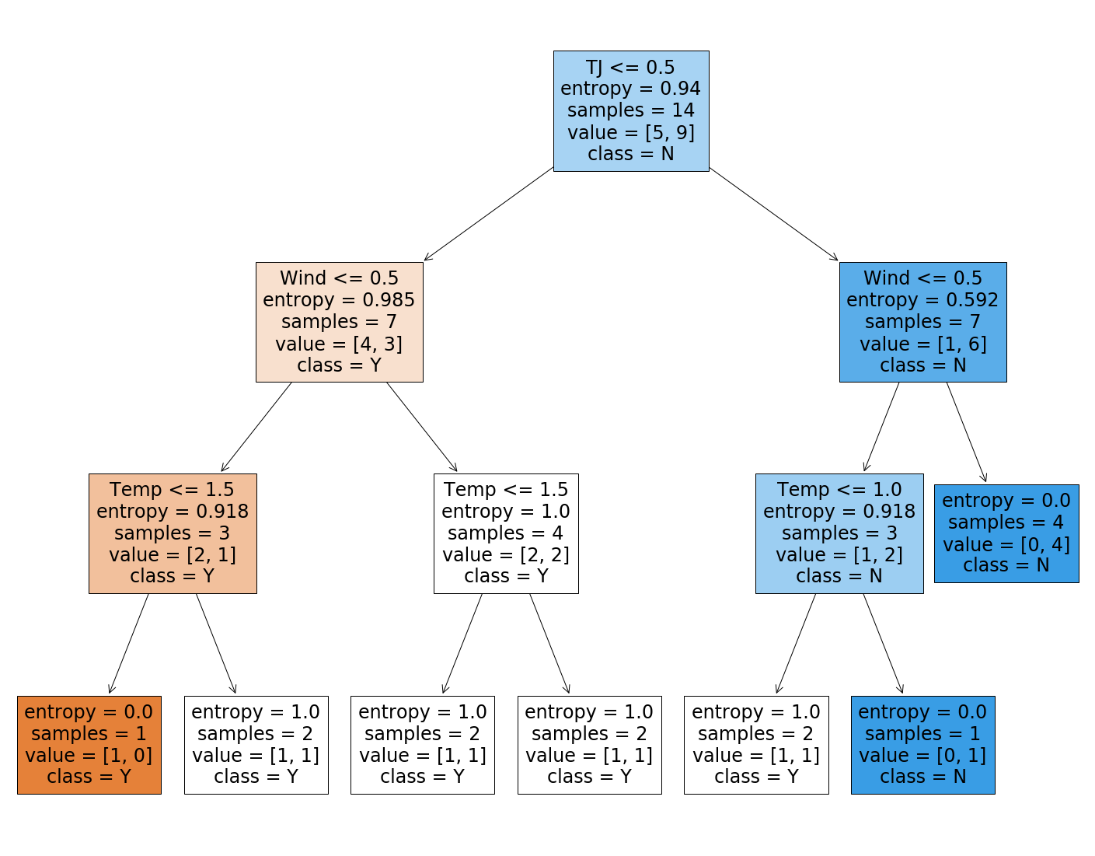 TJ <= 0.5
entropy = 0.94
samples = 14
value = [5, 9]
class = N
Wind <= 0.5
entropy = 0.985
samples = 7
value = [4, 3]
class = Y
Wind <= 0.5
entropy = 0.592
samples = 7
value = [1, 6]
class = N
Temp <= 1.5
entropy = 0.918
samples = 3
value = [2, 1]
class = Y
Temp <= 1.5
entropy = 1.0
samples = 4
value = [2, 2]
class = Y
Temp <= 1.0
entropy = 0.918
samples = 3
value = [1, 2]
class = N
entropy = 0.0
samples = 4
value = [0, 4]
class = N
entropy = 0.0
samples = 1
value = [1, 0]
class = Y
entropy = 1.0
samples = 2
value = [1, 1]
class = Y
entropy = 1.0
samples = 2
value = [1, 1]
class = Y
entropy = 1.0
samples = 2
value = [1, 1]
class = Y
entropy = 1.0
samples = 2
value = [1, 1]
class = Y
entropy = 0.0
samples = 1
value = [0, 1]
class = N